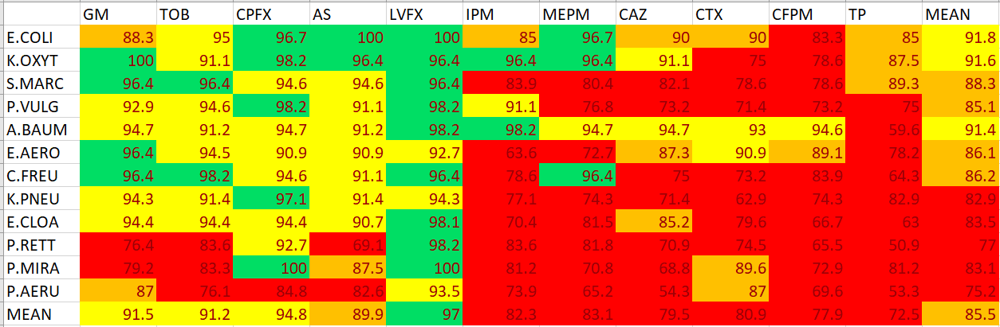 GM TOB CPFX AS LVFX IPM MEPM CAZ CTX CFPM TP MEAN
E.COLI 88.3 95 96.7 100 100 85 96.7 90 90 83.3 85 91.8
K.OXYT 100 91.1 98.2 96.4 96.4 96.4 96.4 91.1 75 78.6 87.5 91.6
S.MARC 96.4 96.4 94.6 94.6 96.4 83.9 80.4 82.1 78.6 78.6 89.3 88.3
P.VULG 92.9 94.6 98.2 91.1 98.2 91.1 76.8 73.2 71.4 73.2 75 85.1
A.BAUM 94.7 91.2 94.7 91.2 98.2 98.2 94.7 94.7 93 94.6 59.6 91.4
E.AERO 96.4 94.5 90.9 90.9 92.7 63.6 72.7 87.3 90.9 89.1 78.2 86.1
C.FREU 96.4 98.2 94.6 91.1 96.4 78.6 96.4 75 73.2 83.9 64.3 86.2
K.PNEU 94.3 91.4 97.1 91.4 94.3 77.1 74.3 71.4 62.9 74.3 82.9 82.9
E.CLOA 94.4 94.4 94.4 90.7 98.1 70.4 81.5 85.2 79.6 66.7 63 83.5
P.RETT 76.4 83.6 92.7 69.1 98.2 83.6 81.8 70.9 74.5 65.5 50.9 77
P.MIRA 79.2 83.3 100 87.5 100 81.2 70.8 68.8 89.6 72.9 81.2 83.1
P.AERU 87 76.1 84.8 82.6 93.5 73.9 65.2 54.3 87 69.6 53.3 75.2
MEAN 91.5 91.2 94.8 89.9 97 82.3 83.1 79.5 80.9 77.9 72.5 85.5